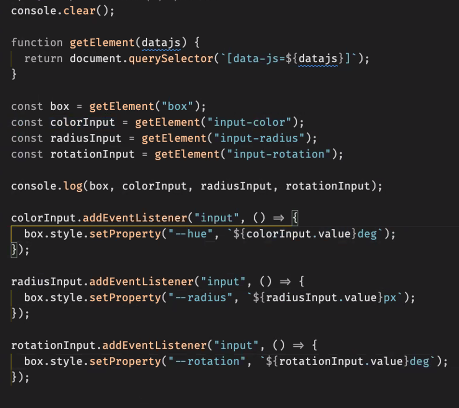 console.clear();
function getElement(datajs) {
  return document.querySelector(`[data-js=${datajs}]`);
}
const box = getElement("box");
const colorInput = getElement("input-color");
const radiusInput = getElement("input-radius");
const rotationInput = getElement("input-rotation");
console.log(box, colorInput, radiusInput, rotationInput);
colorInput.addEventListener("input", () => {
  box.style.setProperty("--hue", `${colorInput.value}deg`);
});
radiusInput.addEventListener("input", () => {
  box.style.setProperty("--radius", `${radiusInput.value}px`);
});
rotationInput.addEventListener("input", () => {
  box.style.setProperty("--rotation", `${rotationInput.value}deg`);
});